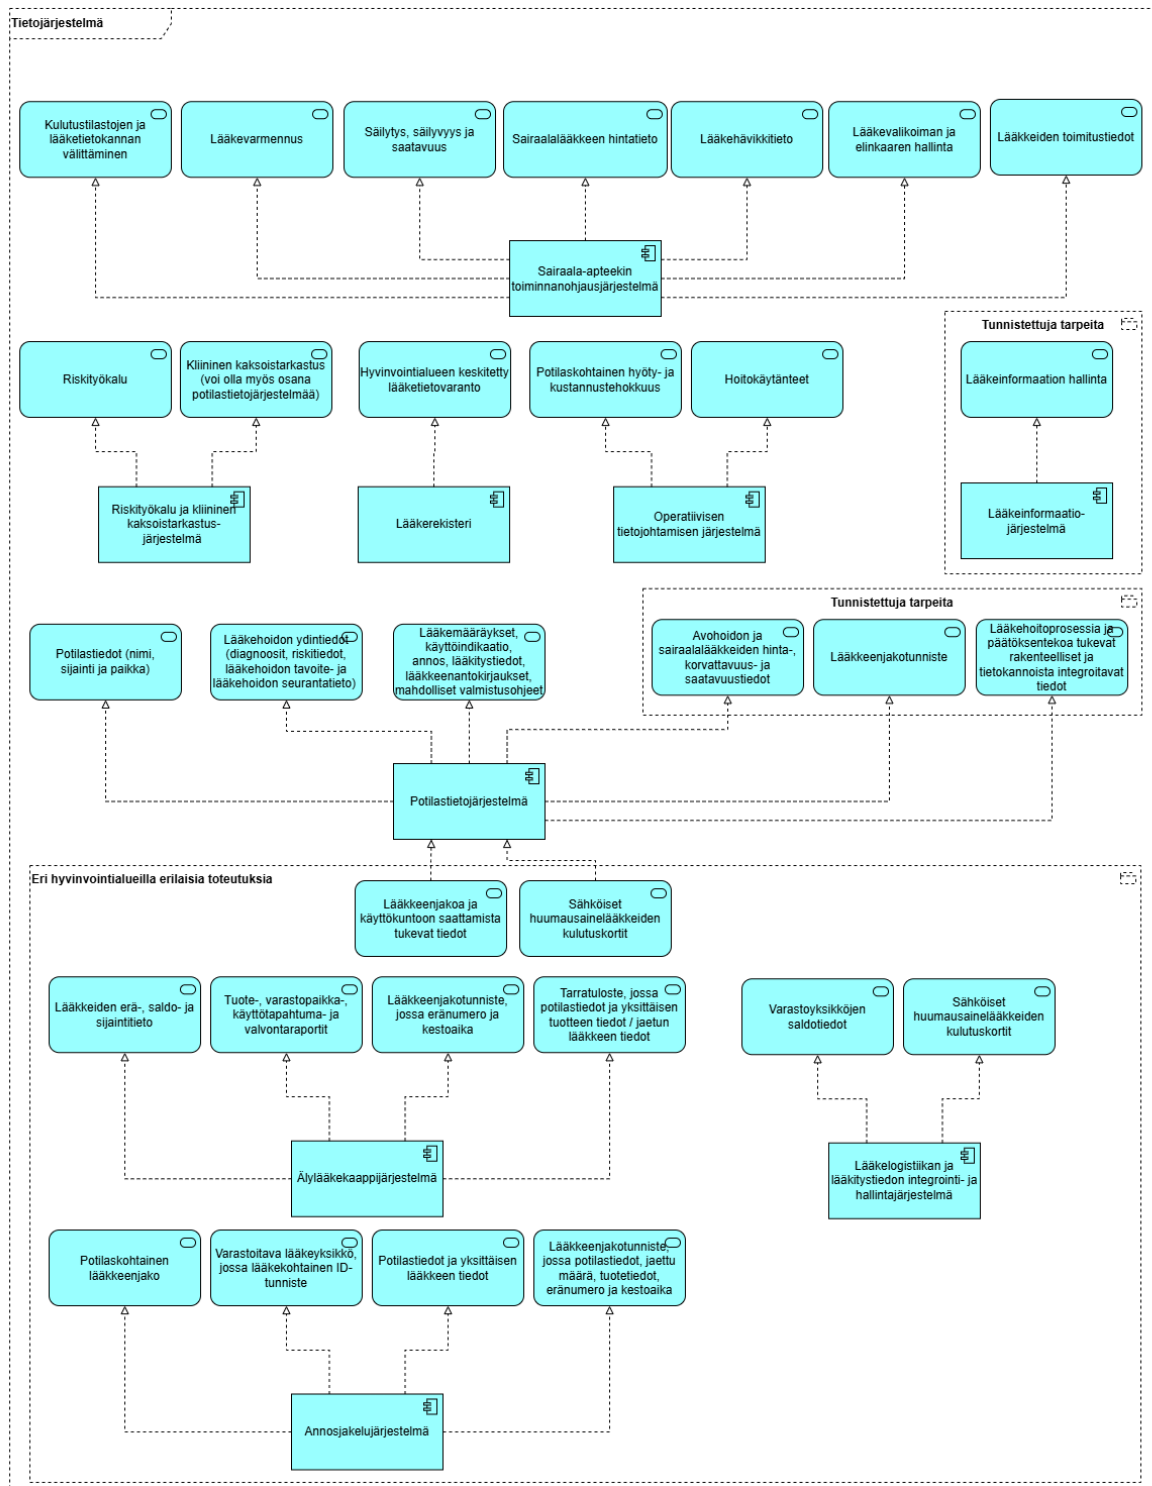 Tietojärjestelmä
Kulutustilastojen ja
lääketietokannan
välittäminen
Lääkevarmennus
Säilytys, säilyvyys ja
saatavuus
Sairaalalääkkeen hintatieto
Lääkehävikkitieto
Lääkevalikoiman ja
elinkaaren hallinta
Lääkkeiden toimitustiedot
Sairaala-apteekin
toiminnanohjausjärjestelmä
Riskityökalu
Kliininen kaksoistarkastus
(voi olla myös osana
potilastietojärjestelmää)
Hyvinvointialueen keskitetty
lääketietovaranto
Potilaskohtainen hyöty- ja
kustannustehokkuus
Hoitokäytänteet
Tunnistettuja tarpeita
Lääkeinformaation hallinta
Riskityökalu ja kliininen
kaksoistarkastus-
järjestelmä
Lääkerekisteri
Operatiivisen
tietojohtamisen järjestelmä
Lääkeinformaatio-
järjestelmä
Tunnistettuja tarpeita
Potilastiedot (nimi,
sijainti ja paikka)
Lääkehoidon ydintiedot
(diagnoosit, riskitiedot,
lääkehoidon tavoite- ja
lääkehoidon seurantatieto)
Lääkemääräykset,
käyttöindikaatio,
annos, lääkitystiedot,
lääkkeenantokirjaukset,
mahdolliset valmistusohjeet
Avohoidon ja
sairaalalääkkeiden hinta-,
korvattavuus- ja
saatavuustiedot
Lääkkeenjakotunniste
Lääkehoitoprosessia ja
päätöksentekoa tukevat
rakenteelliset ja
tietokannoista integroitavat
tiedot
Potilastietojärjestelmä
Eri hyvinvointialueilla erilaisia toteutuksia
Lääkkeenjakoa ja
käyttökuntoon saattamista
tukevat tiedot
Sähköiset
huumausainelääkkeiden
kulutuskortit
Lääkkeiden erä-, saldo- ja
sijaintitieto
Tuote-, varastopaikka-,
käyttötapahtuma- ja
valvontaraportit
Lääkkeenjakotunniste,
jossa eränumero ja
kestoaika
Tarratuloste, jossa
potilastiedot ja yksittäisen
tuotteen tiedot / jaetun
lääkkeen tiedot
Varastoyksikköjen
saldotiedot
Sähköiset
huumausainelääkkeiden
kulutuskortit
Älylääkekaappijärjestelmä
Lääkelogistiikan ja
lääkitystiedon integrointi- ja
hallintajärjestelmä
Potilaskohtainen
lääkkeenjako
Varastoitava lääkeyksikkö,
jossa lääkekohtainen ID-
tunniste
Potilastiedot ja yksittäisen
lääkkeen tiedot
Lääkkeenjakotunniste,
jossa potilastiedot, jaettu
määrä, tuotetiedot,
eränumero ja kestoaika
Annosjakelujärjestelmä